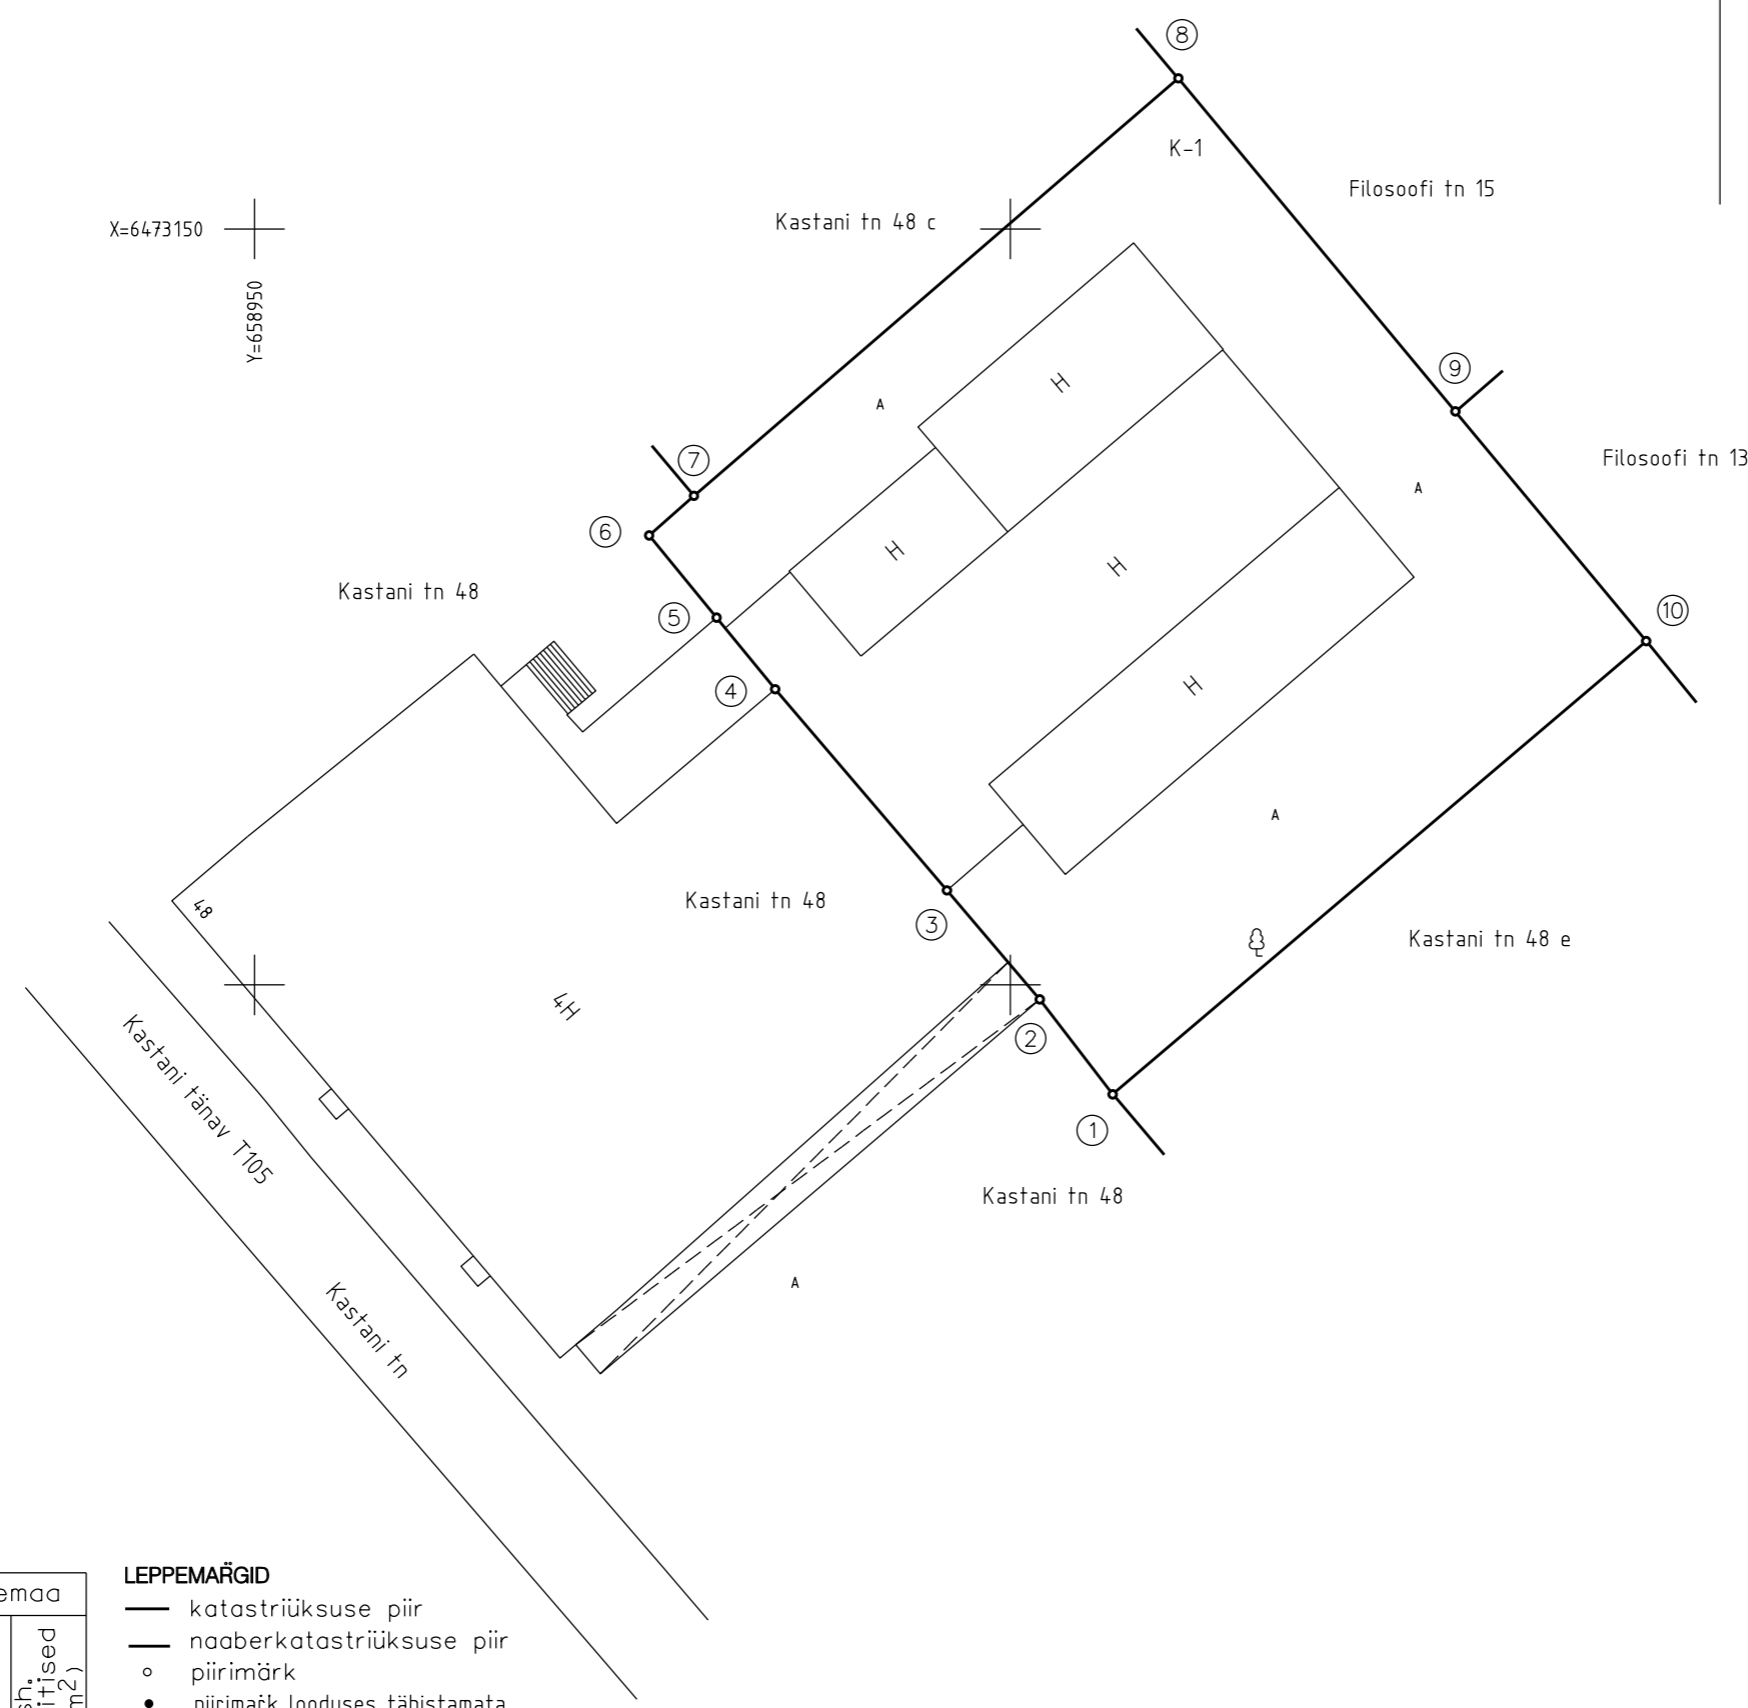 8
K-1
Filosoofi tn 15
Kastani tn 48 c
X=6473150
Y=658950
9
H
A
7
Filosoofi tn 13
A
6
H
H
Kastani tn 48
5
10
4
H
A
48
Kastani tn 48
3
Kastani tn 48 e
4H
2
Kastani tänav T105
1
Kastani tn 48
A
Kastani tn
LEPPEMÄRGID
katastriüksuse piir
naaberkatastriüksuse piir
piirimärk